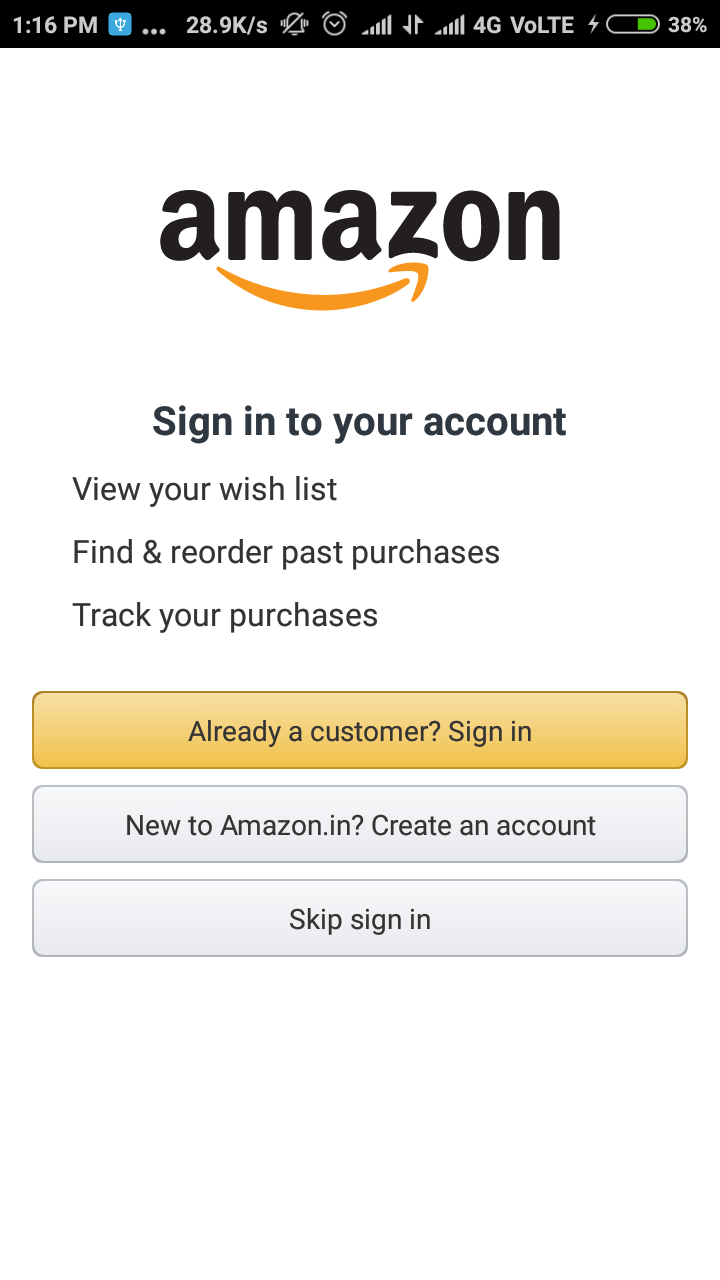 1:16 PM ... 28.9K/s 4G VoLTE 38%
amazon
Sign in to your account
View your wish list
Find & reorder past purchases
Track your purchases
Already a customer? Sign in
New to Amazon.in? Create an account
Skip sign in